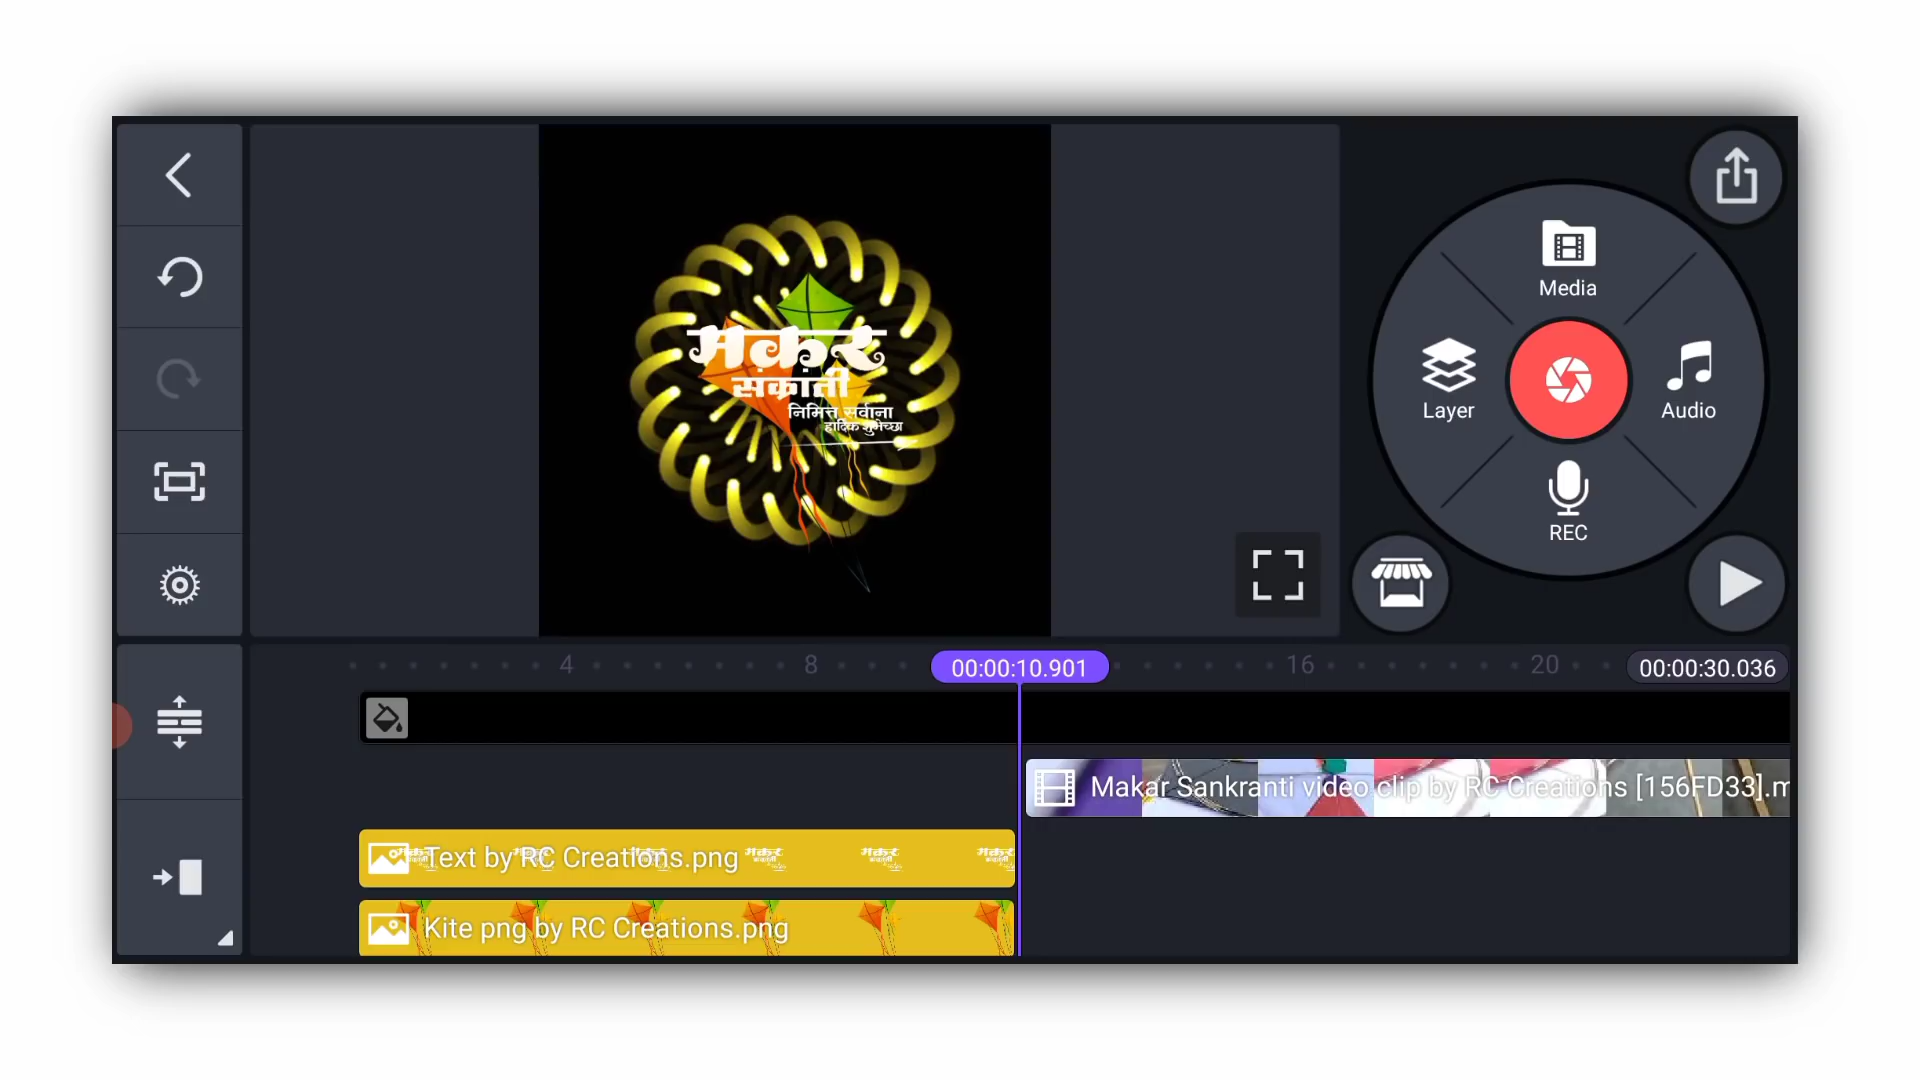 Media
Layer
Audio
REC
मकर
संक्रांती
निमित्त सर्वांना
हार्दिक शुभेच्छा
4
8
00:00:10.901
16
20
00:00:30.036
Makar Sankranti video clip by RC Creations [156FD33].m
Text by RC Creations.png
Kite png by RC Creations.png